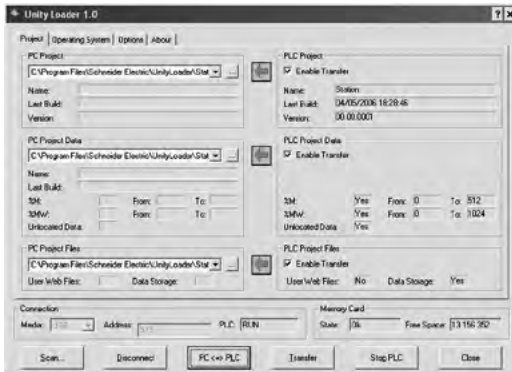 Unity Loader 1.0
Project Operating System Options About
PC Project
C:\Program Files\Schneider Electric\UnityLoader\Stat ...
Name:
Last Build:
Version:
PLC Project
Enable Transfer
Name: Station
Last Build: 04/05/2006 18:28:46
Version: 00.00.0001
PC Project Data
C:\Program Files\Schneider Electric\UnityLoader\Stat ...
Name:
Last Build:
%M: From: To:
%MW: From: To:
Unlocated Data:
PLC Project Data
Enable Transfer
%M: Yes From: 0 To: 512
%MW: Yes From: 0 To: 1024
Unlocated Data: Yes
PC Project Files
C:\Program Files\Schneider Electric\UnityLoader\Stat ...
User Web Files: Data Storage:
PLC Project Files
Enable Transfer
User Web Files: No Data Storage: Yes
Connection
Media: USB Address: SYS PLC: RUN
Memory Card
State: Ok Free Space: 13 156 352
Scan... Disconnect PC <=> PLC Transfer Stop PLC Close